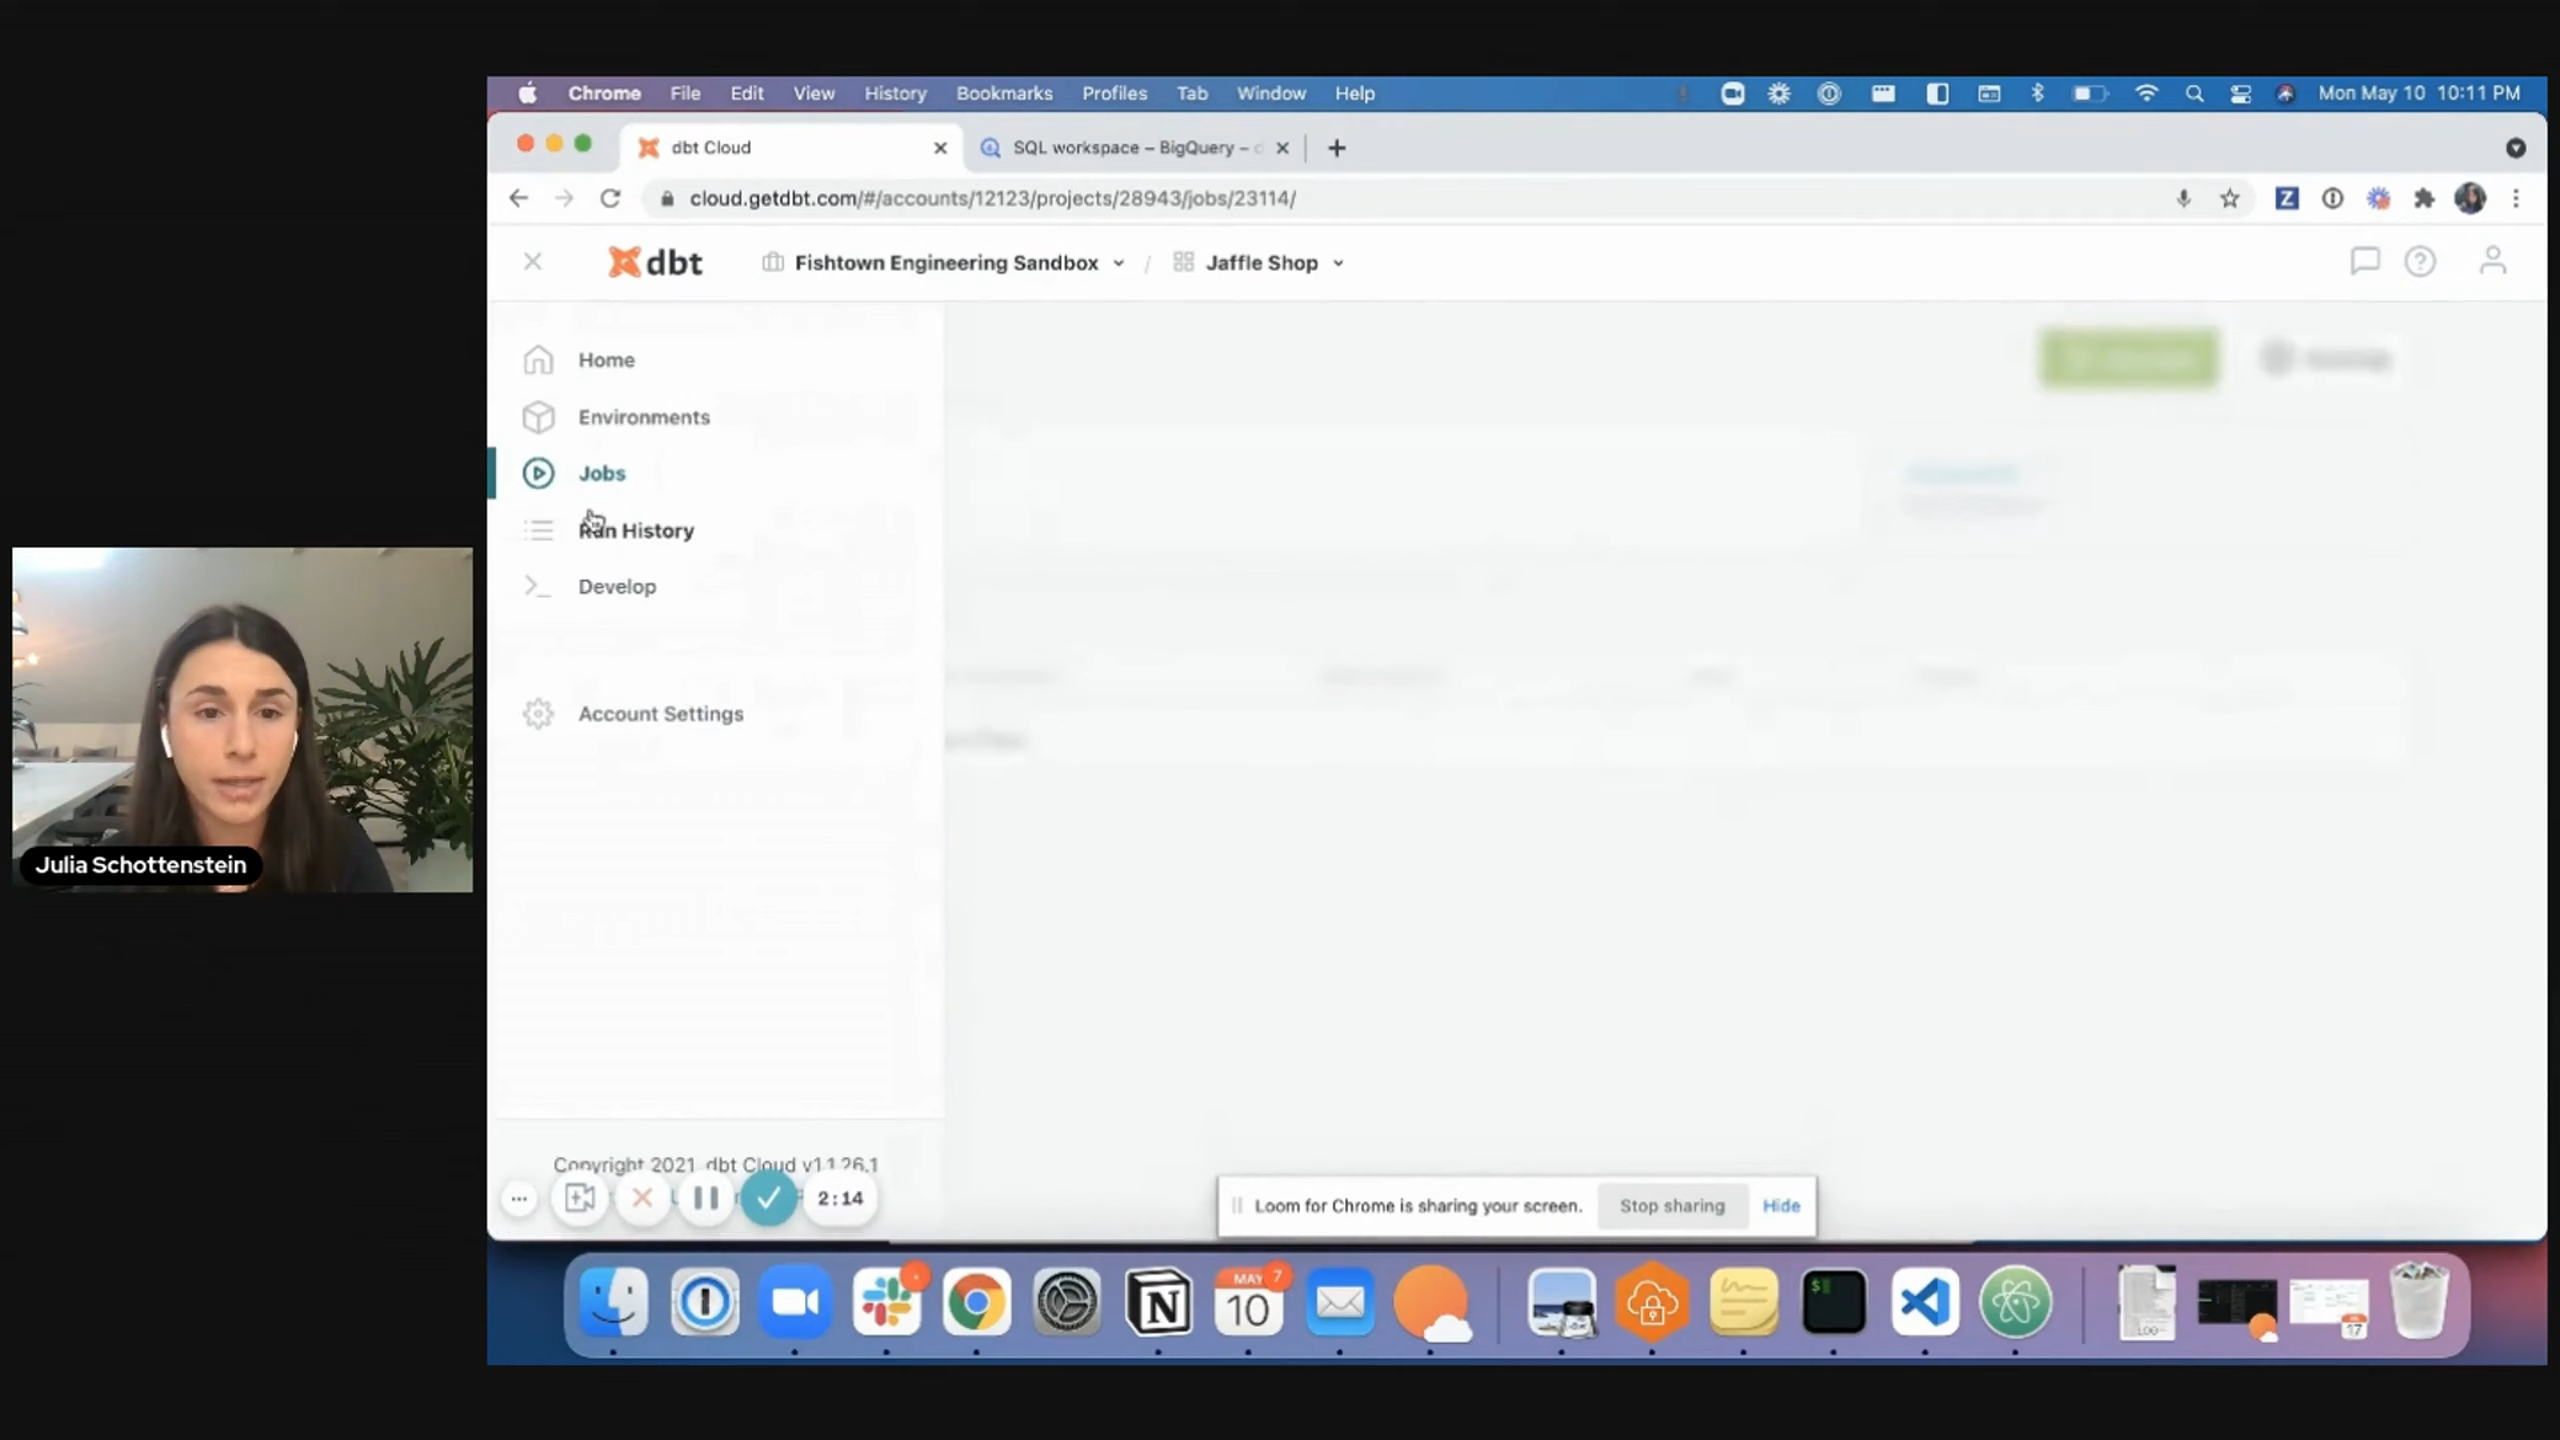 Chrome File Edit View History Bookmarks Profiles Tab Window Help
Mon May 10 10:11 PM
dbt Cloud
SQL workspace – BigQuery –
cloud.getdbt.com/#/accounts/12123/projects/28943/jobs/23114/
dbt
Fishtown Engineering Sandbox / Jaffle Shop
Home
Environments
Jobs
Run History
Develop
Account Settings
Julia Schottenstein
Copyright 2021 dbt Cloud v1.1.26.1
2:14
Loom for Chrome is sharing your screen. Stop sharing Hide
MAY 7
10
17